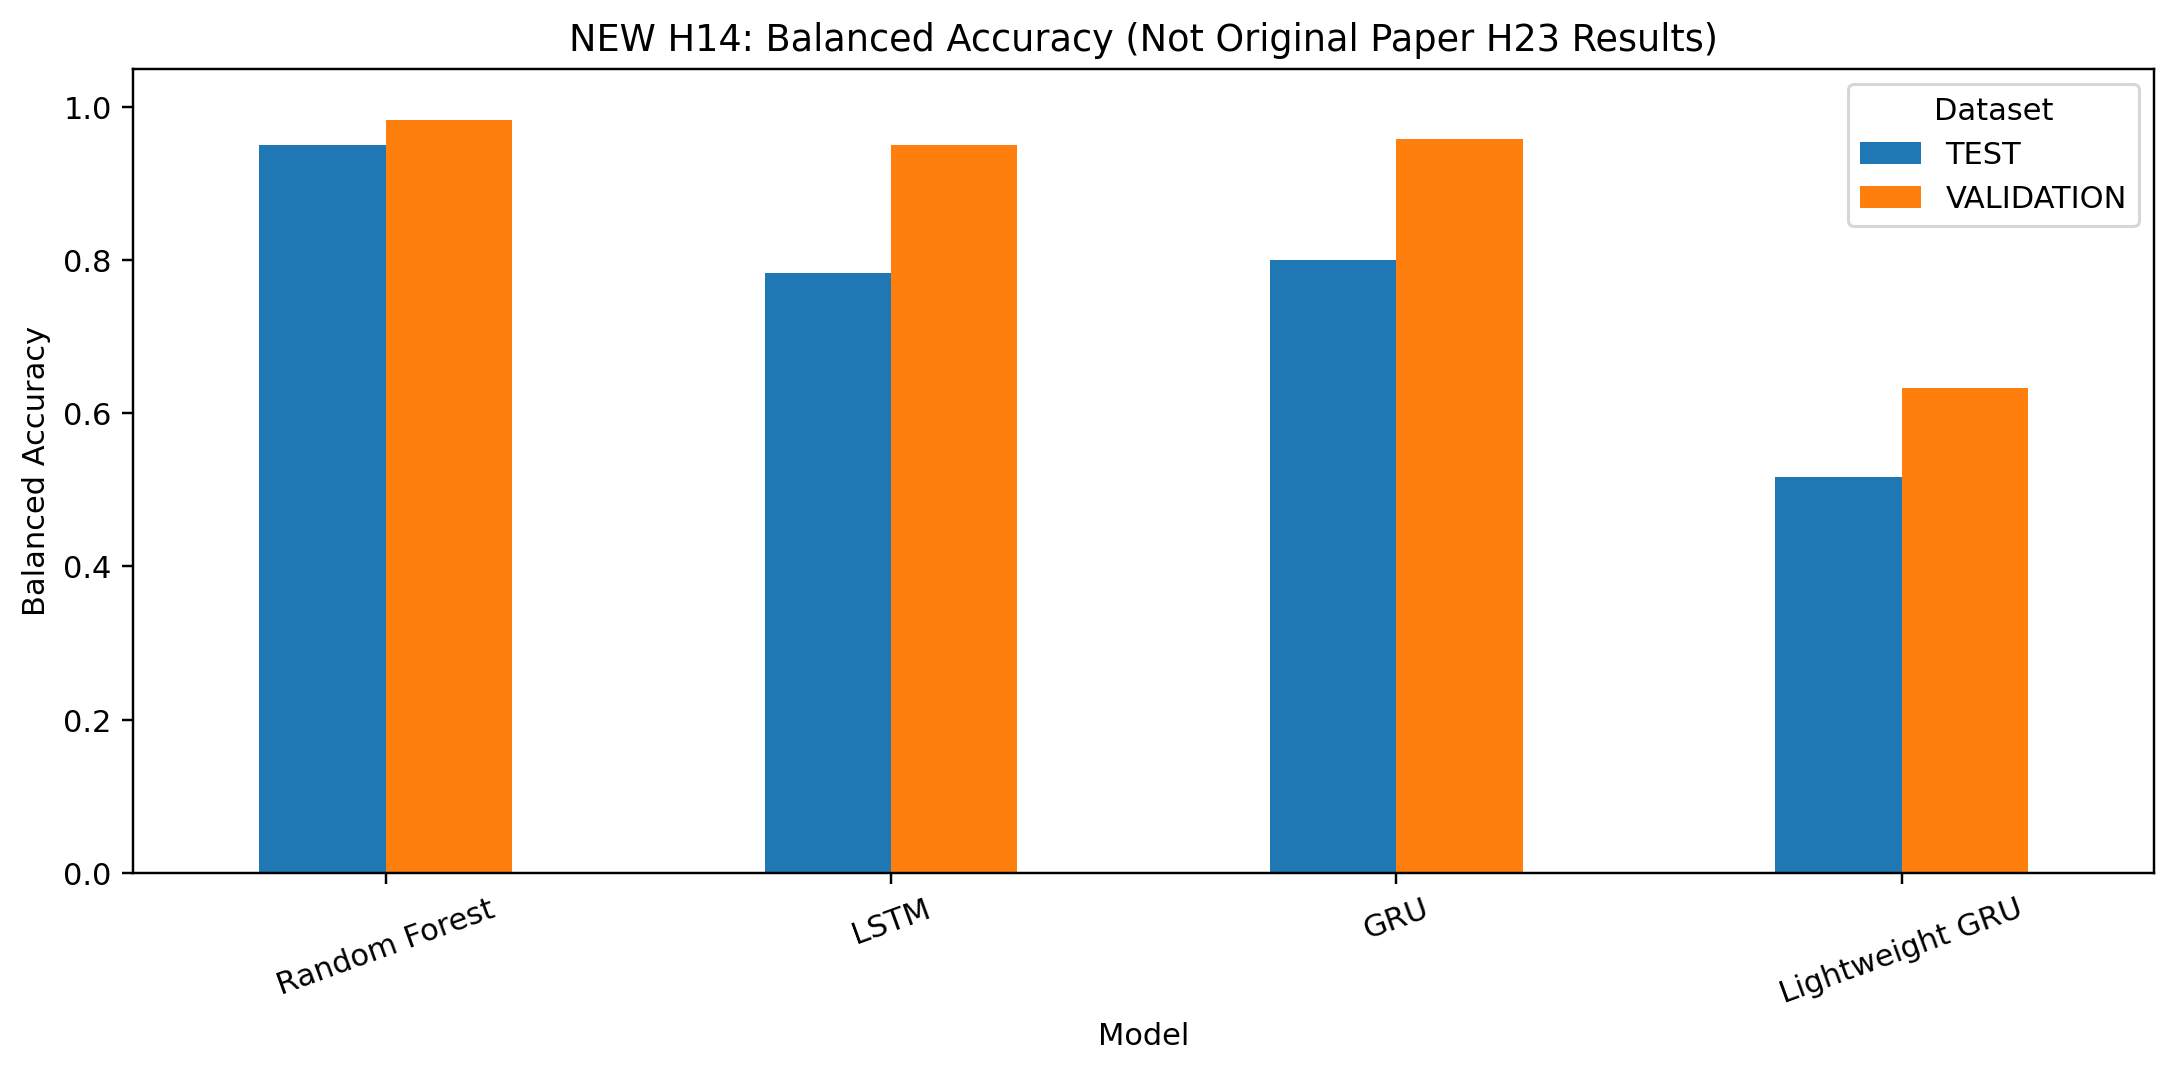 NEW H14: Balanced Accuracy (Not Original Paper H23 Results)
Dataset
TEST
VALIDATION
Balanced Accuracy
1.0
0.8
0.6
0.4
0.2
0.0
Random Forest
LSTM
GRU
Lightweight GRU
Model